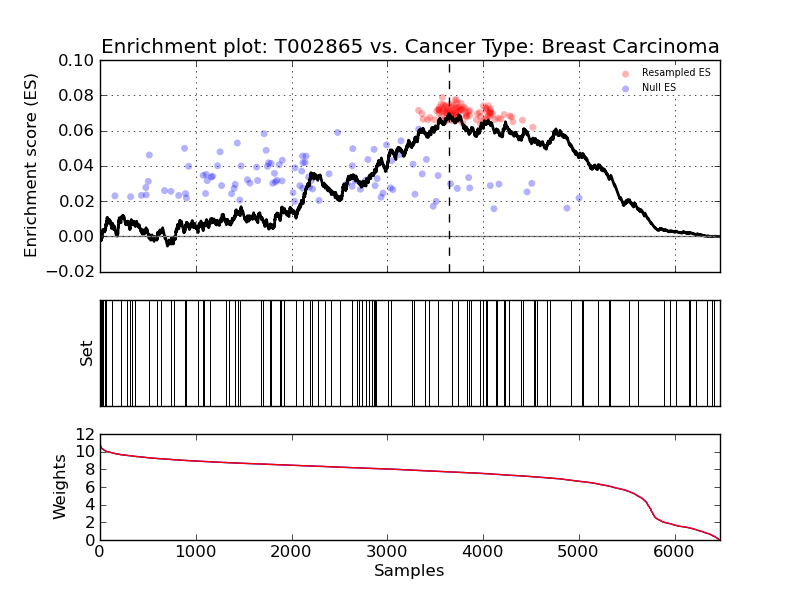 Enrichment plot: T002865 vs. Cancer Type: Breast Carcinoma
0.10
0.08
0.06
0.04
0.02
0.00
−0.02
Enrichment score (ES)
Resampled ES
Null ES
Set
12
10
8
6
4
2
0
Weights
0 1000 2000 3000 4000 5000 6000
Samples